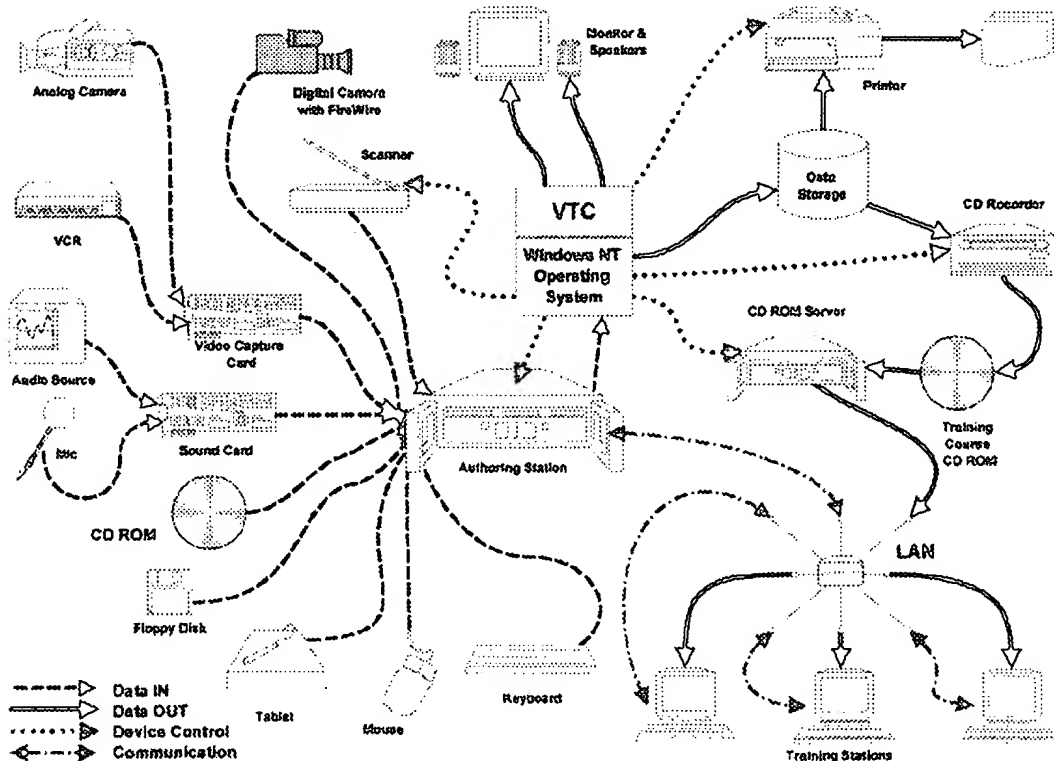 Monitor &
Speakers
Analog Camera
Digital Camera
with FireWire
Printer
Scanner
Data
Storage
CD Recorder
VTC
VCR
Windows NT
Operating
System
CD ROM Server
Video Capture
Card
Audio Source
Training
Course
CD ROM
Mic
Sound Card
Authoring Station
CD ROM
LAN
Floppy Disk
Tablet
Mouse
Keyboard
Data IN
Data OUT
Device Control
Communication
Training Stations